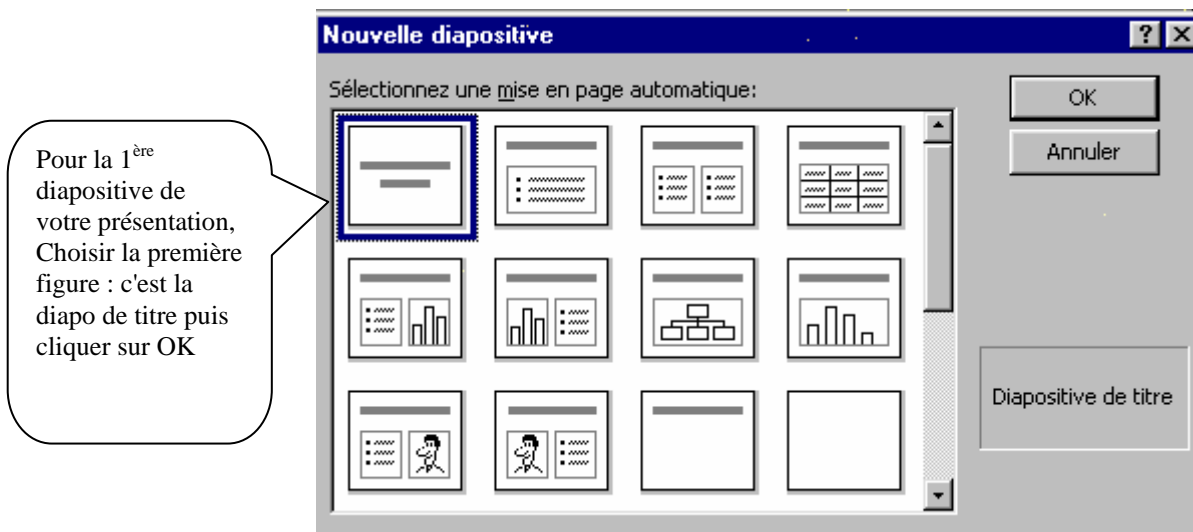 Nouvelle diapositive
Sélectionnez une mise en page automatique:
OK
Annuler
Pour la 1ère
diapositive de
votre présentation,
Choisir la première
figure : c'est la
diapo de titre puis
cliquer sur OK
Diapositive de titre